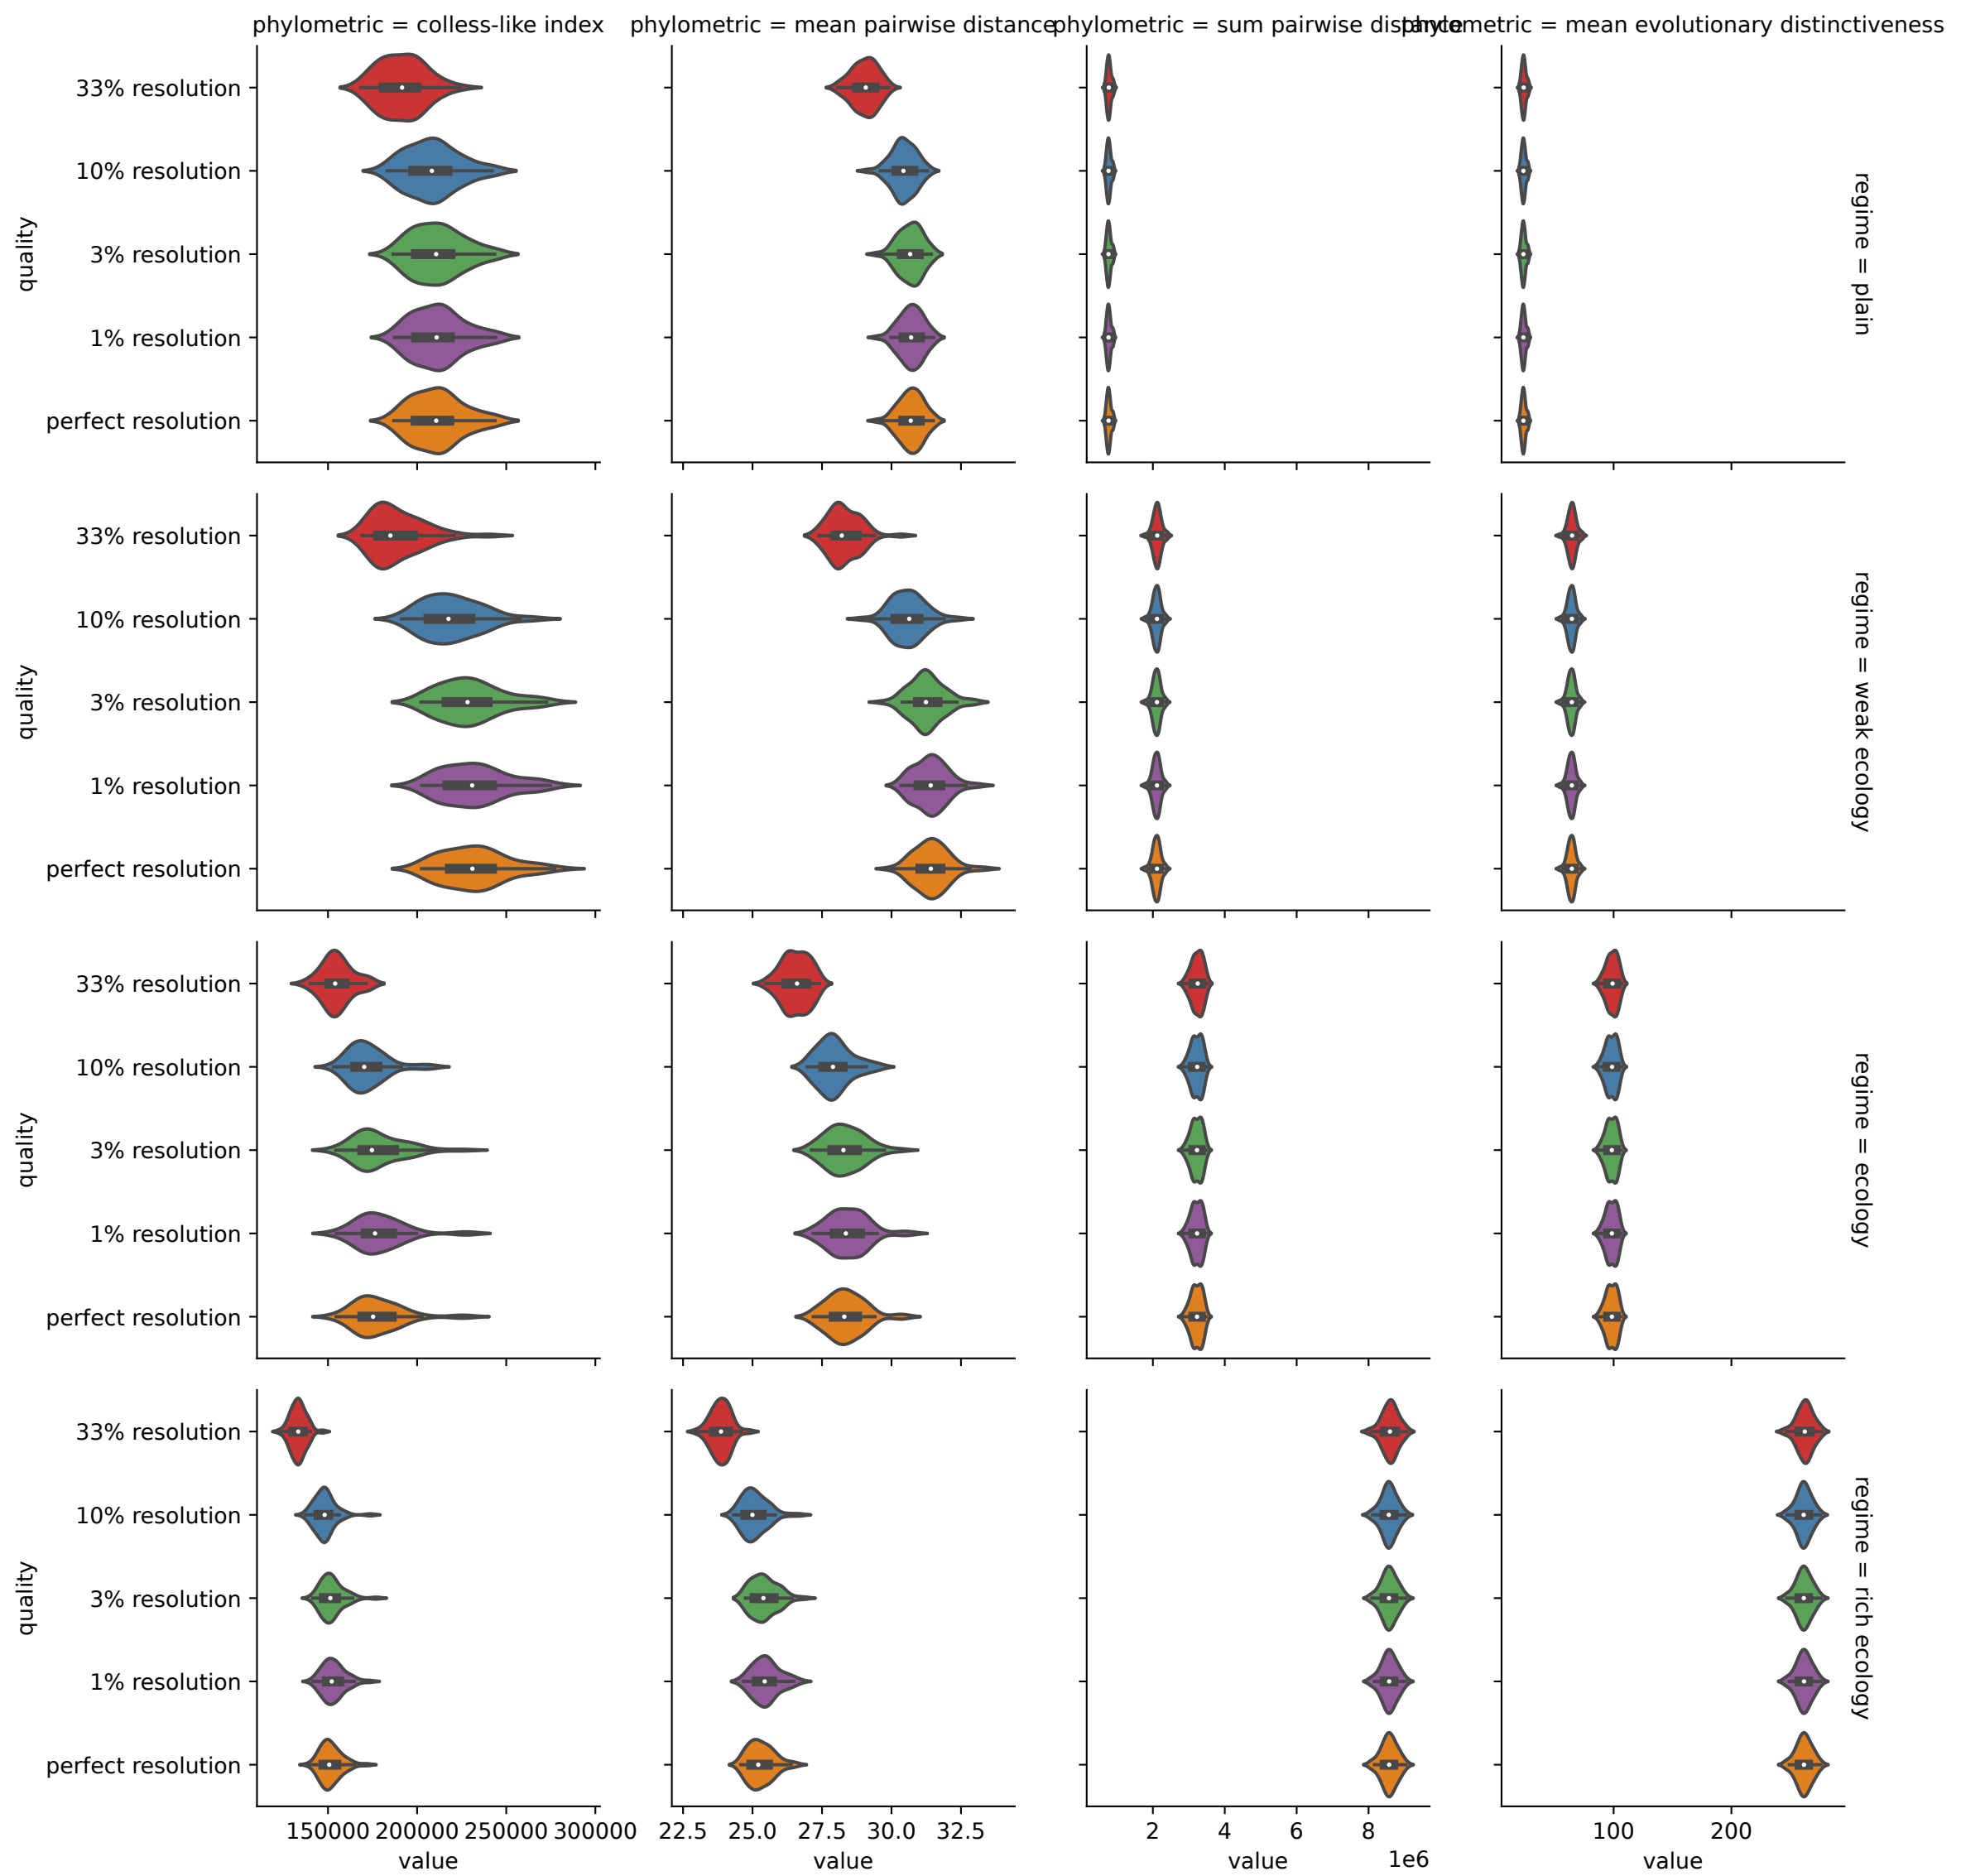 phylometric = colless-like index
phylometric = mean pairwise distance
phylometric = sum pairwise distance
phylometric = mean evolutionary distinctiveness
quality
33% resolution
10% resolution
3% resolution
1% resolution
perfect resolution
regime = plain
quality
33% resolution
10% resolution
3% resolution
1% resolution
perfect resolution
regime = weak ecology
quality
33% resolution
10% resolution
3% resolution
1% resolution
perfect resolution
regime = ecology
quality
33% resolution
10% resolution
3% resolution
1% resolution
perfect resolution
regime = rich ecology
150000 200000 250000 300000
22.5 25.0 27.5 30.0 32.5
2 4 6 8
100 200
value
value
value
1e6
value